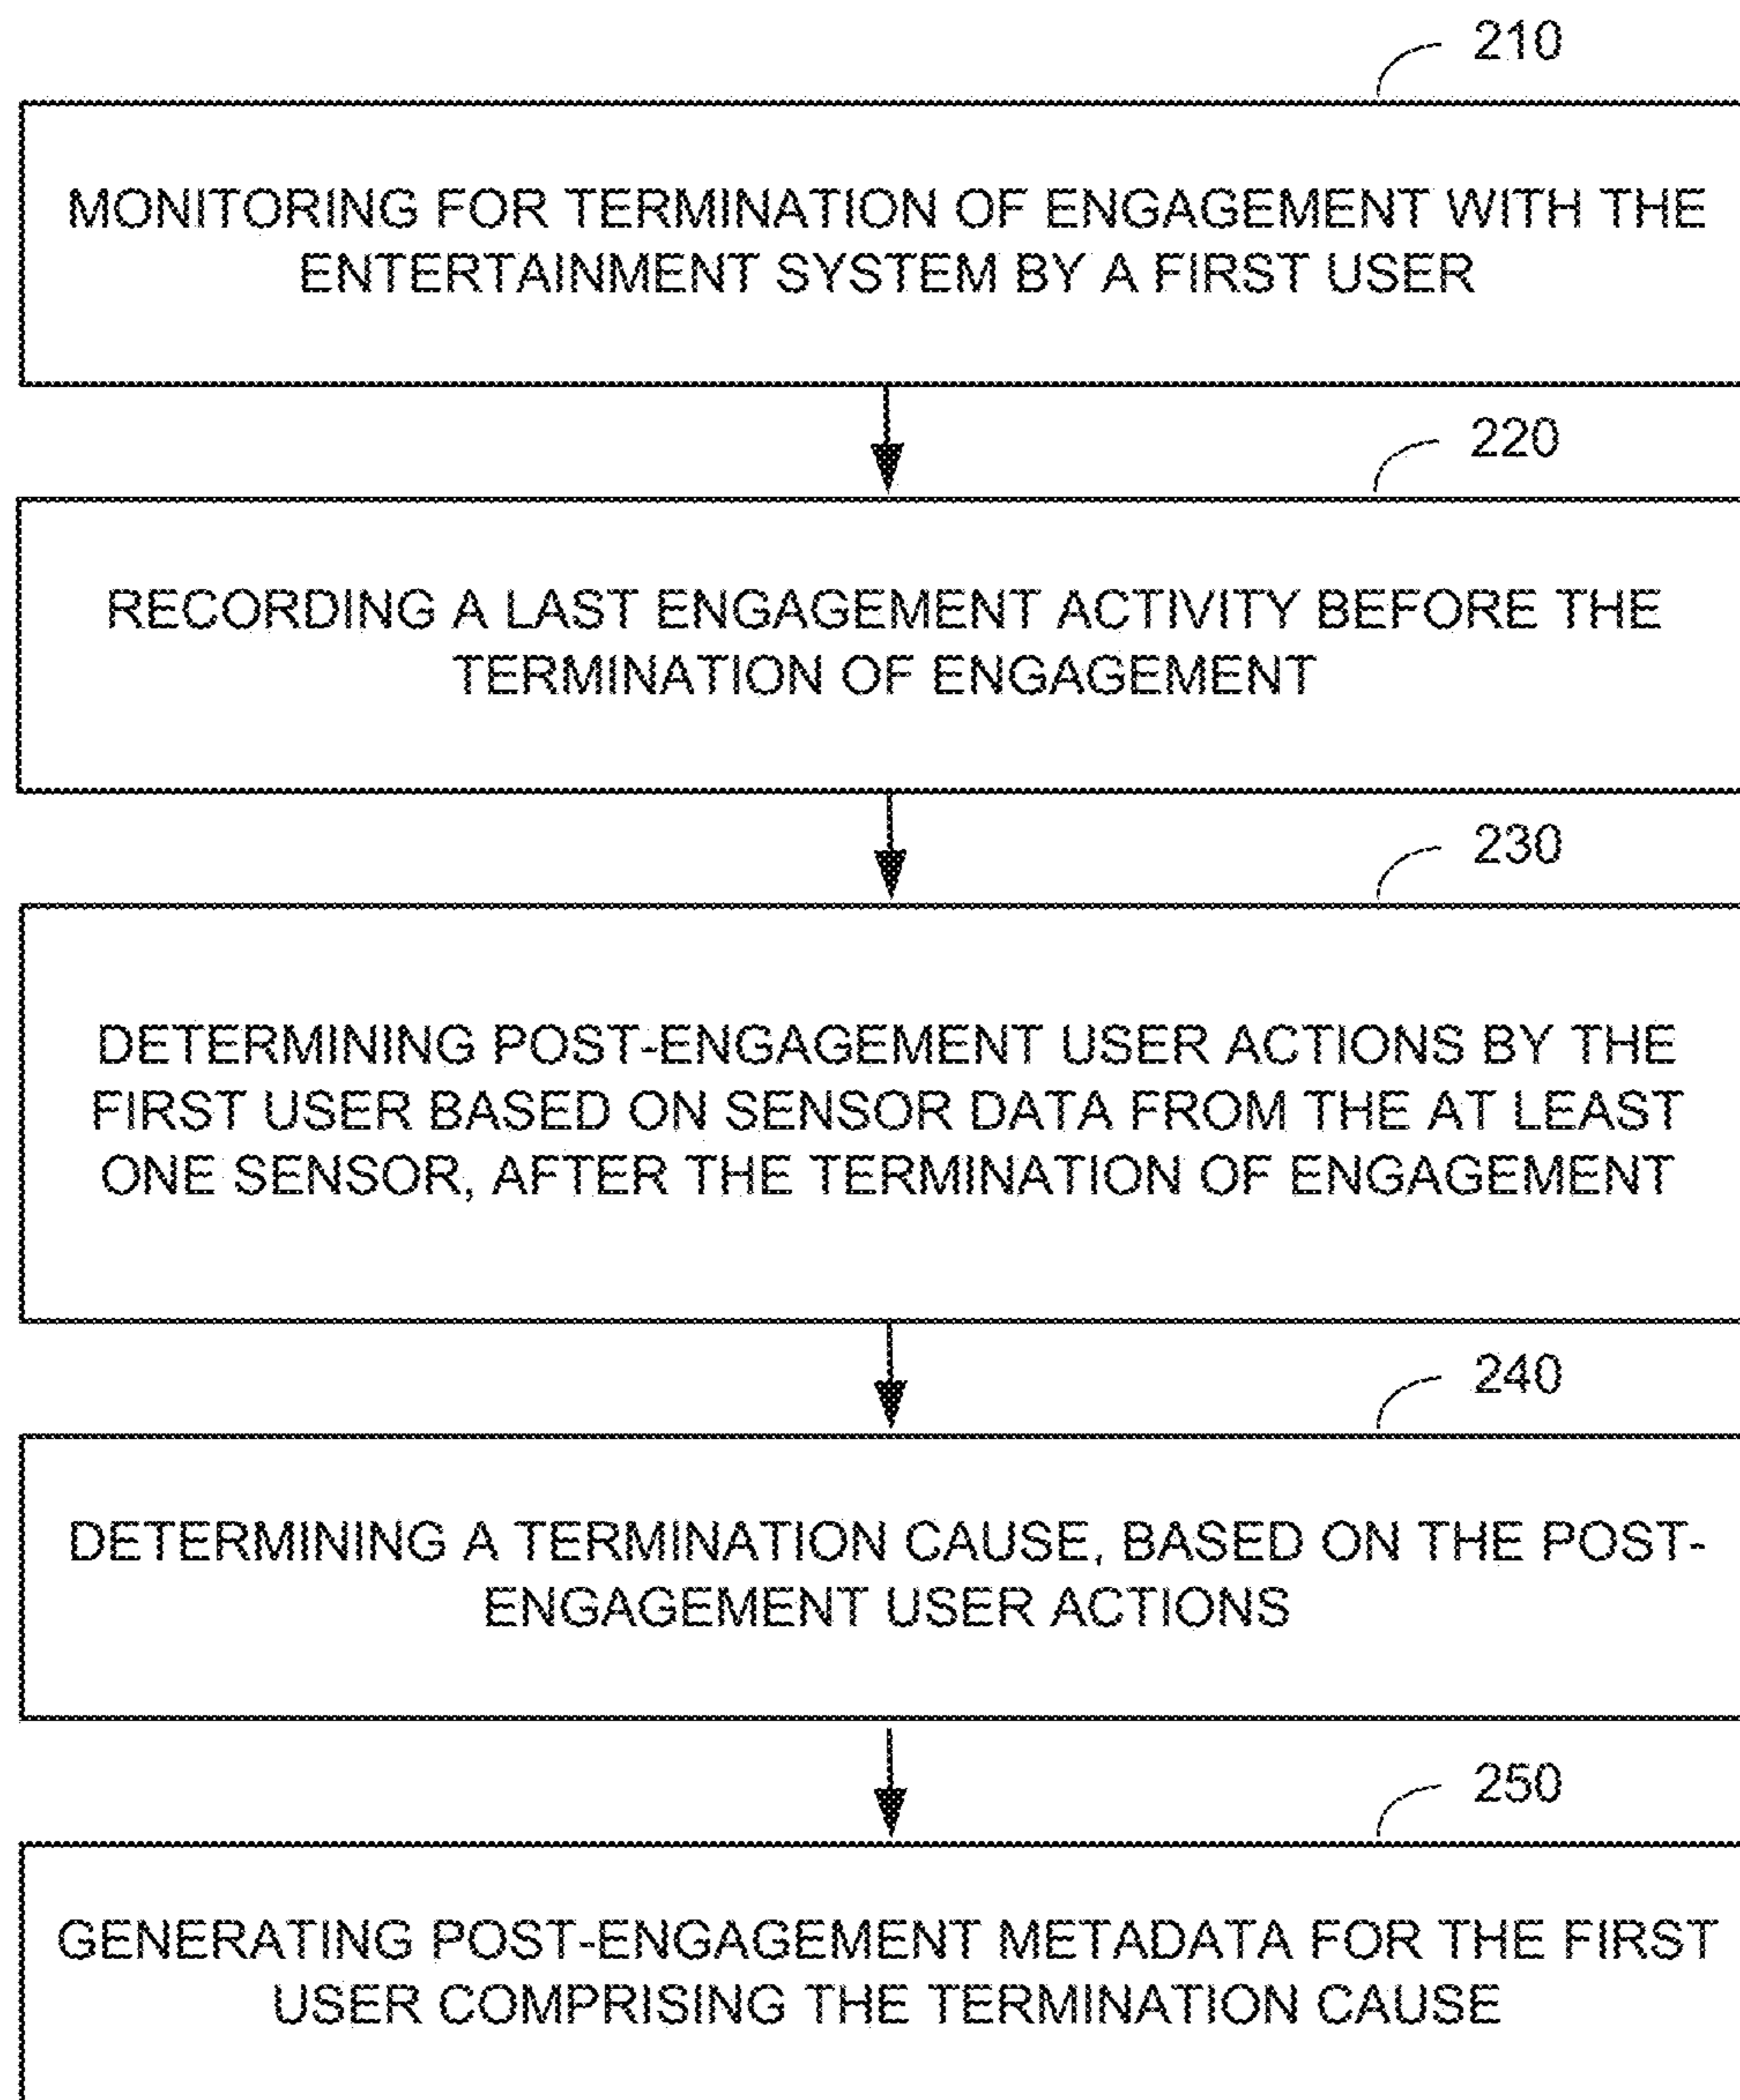 210
MONITORING FOR TERMINATION OF ENGAGEMENT WITH THE
ENTERTAINMENT SYSTEM BY A FIRST USER
220
RECORDING A LAST ENGAGEMENT ACTIVITY BEFORE THE
TERMINATION OF ENGAGEMENT
230
DETERMINING POST-ENGAGEMENT USER ACTIONS BY THE
FIRST USER BASED ON SENSOR DATA FROM THE AT LEAST
ONE SENSOR, AFTER THE TERMINATION OF ENGAGEMENT
240
DETERMINING A TERMINATION CAUSE, BASED ON THE POST-
ENGAGEMENT USER ACTIONS
250
GENERATING POST-ENGAGEMENT METADATA FOR THE FIRST
USER COMPRISING THE TERMINATION CAUSE